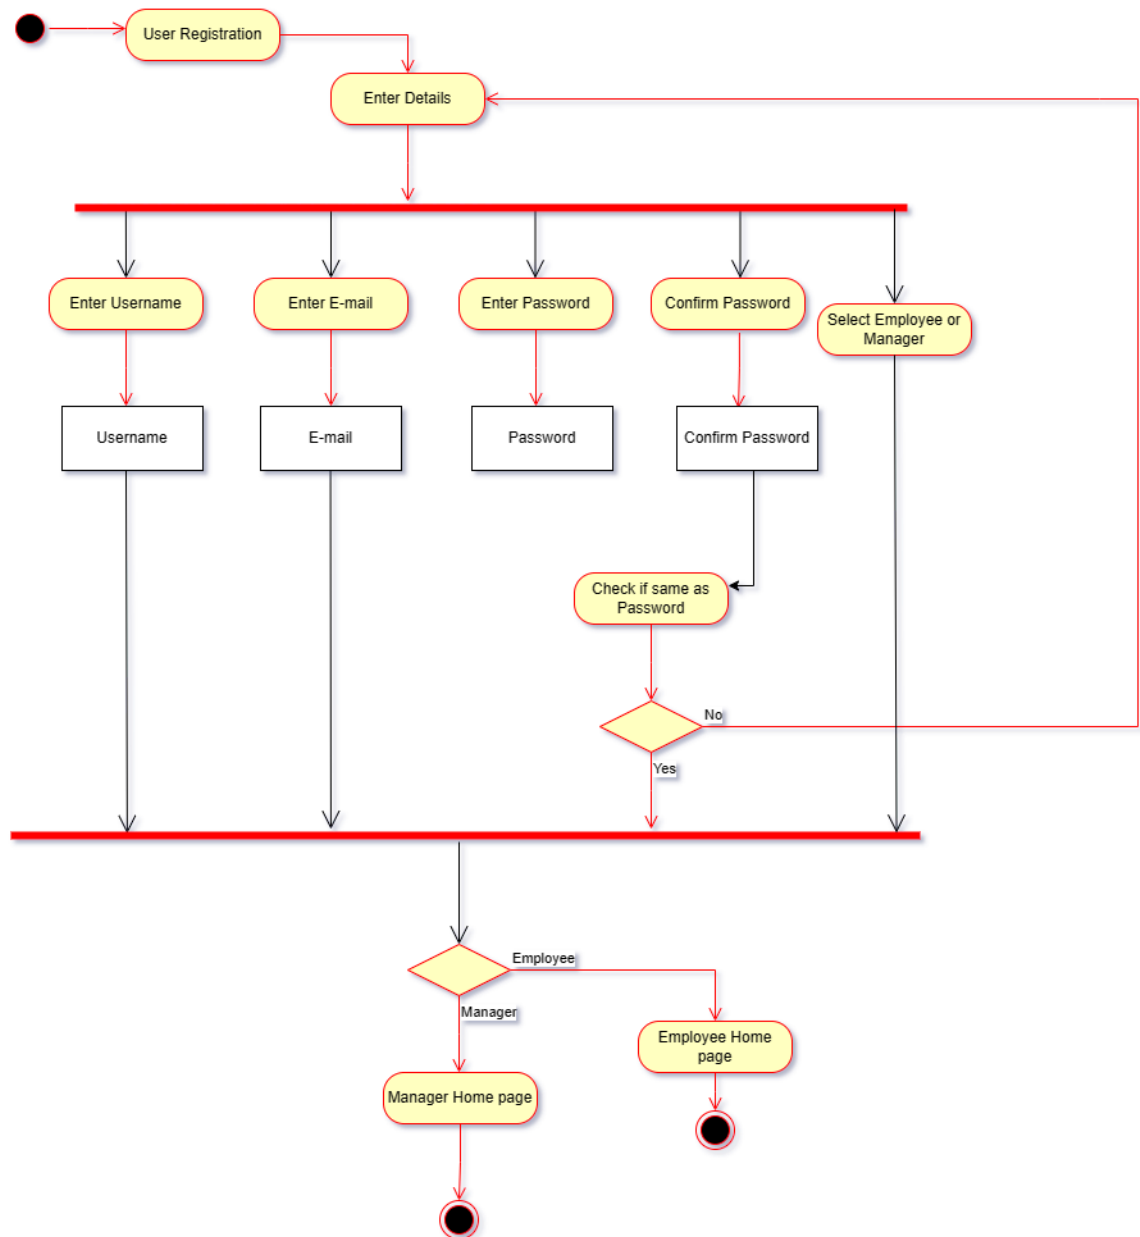 User Registration
Enter Details
Enter Username
Enter E-mail
Enter Password
Confirm Password
Select Employee or
Manager
Username
E-mail
Password
Confirm Password
Check if same as
Password
No
Yes
Employee
Manager
Employee Home
page
Manager Home page